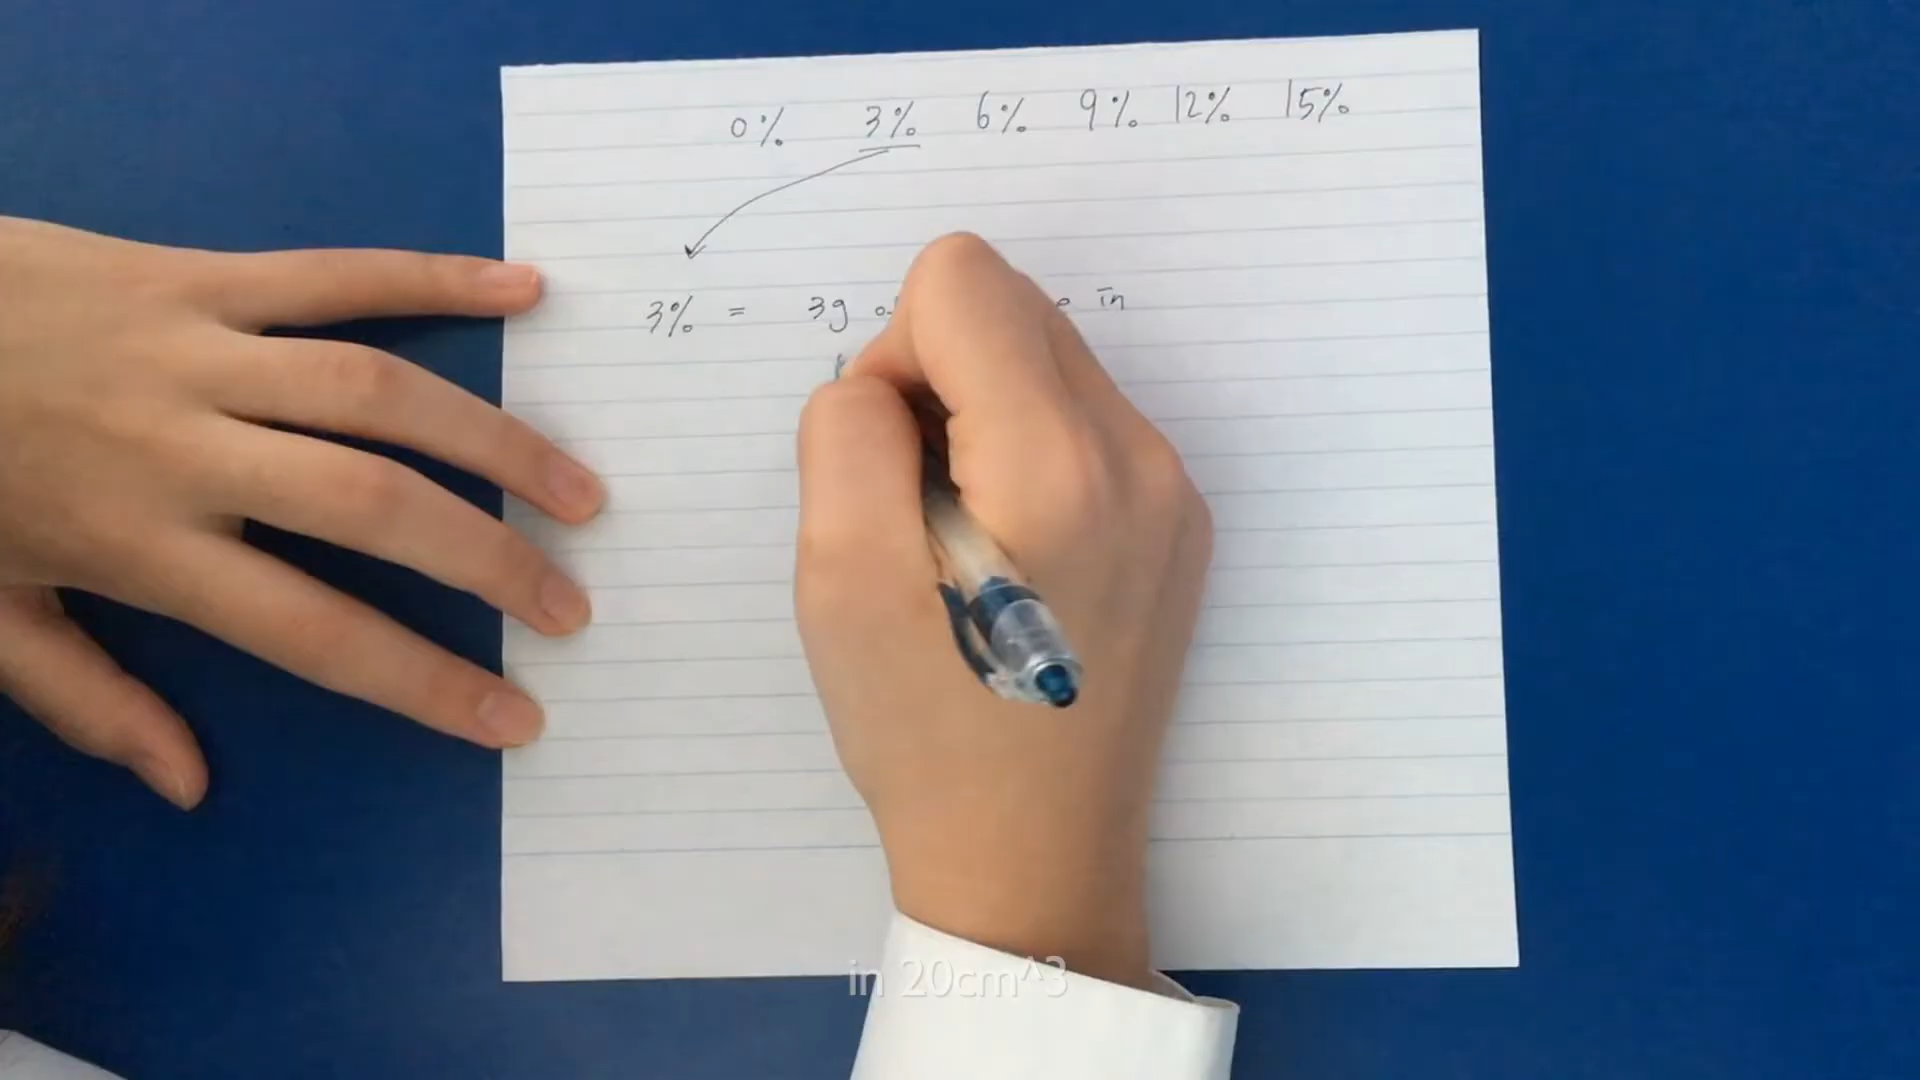 0% 3% 6% 9% 12% 15%
3% = 3g in
in 20cm^3